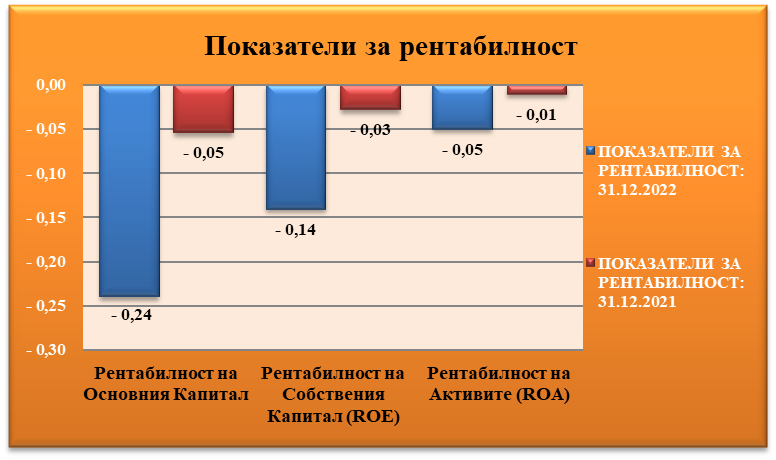 Показатели за рентабилност
0,00
- 0,05
- 0,10
- 0,15
- 0,20
- 0,25
- 0,30
- 0,24
- 0,05
- 0,14
- 0,03
- 0,05
- 0,01
Рентабилност на
Основния Капитал
Рентабилност на
Собствения
Капитал (ROE)
Рентабилност на
Активите (ROA)
ПОКАЗАТЕЛИ ЗА
РЕНТАБИЛНОСТ:
31.12.2022
ПОКАЗАТЕЛИ ЗА
РЕНТАБИЛНОСТ:
31.12.2021